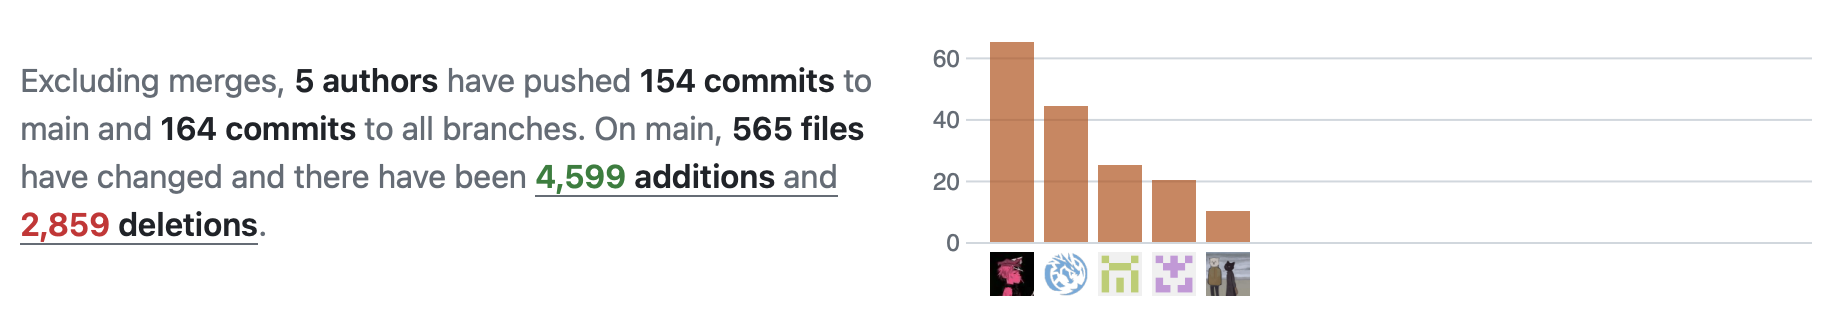 Excluding merges, 5 authors have pushed 154 commits to
main and 164 commits to all branches. On main, 565 files
have changed and there have been 4,599 additions and
2,859 deletions.
60
40
20
0